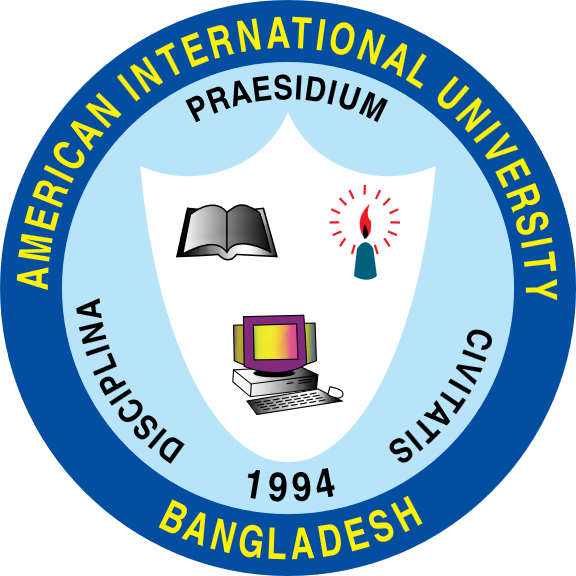 AMERICAN INTERNATIONAL UNIVERSITY
PRAESIDIUM
DISCIPLINA
CIVITATIS
1994
BANGLADESH